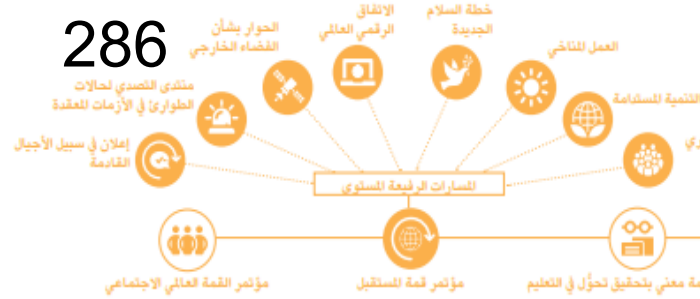 286
خطة السلام
الجديدة
الاتفاق
الرقمي العالمي
الحوار بشأن
الفضاء الخارجي
العمل المناخي
منتدى التصدي لحالات
الطوارئ في الأزمات المعقدة
التنمية المستدامة
إعلان في سبيل الأجيال
القادمة
المسارات الرفيعة المستوى
معني بتحقيق تحوُّل في التعليم
مؤتمر قمة المستقبل
مؤتمر القمة العالمي الاجتماعي